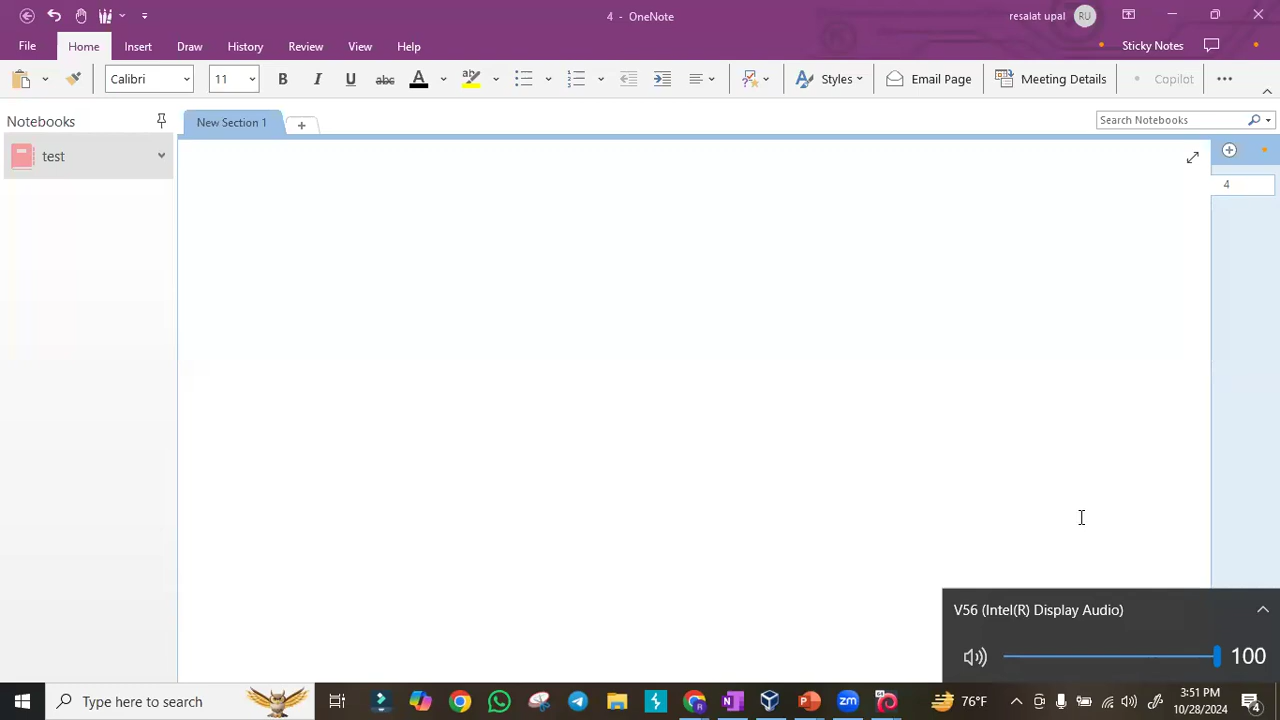 4 - OneNote
resalat upal
RU
File
Home
Insert
Draw
History
Review
View
Help
Sticky Notes
Calibri
11
B
I
U
abc
A
ab
Styles
Email Page
Meeting Details
Copilot
Notebooks
New Section 1
Search Notebooks
test
4
V56 (Intel(R) Display Audio)
100
Type here to search
76°F
3:51 PM
10/28/2024
4